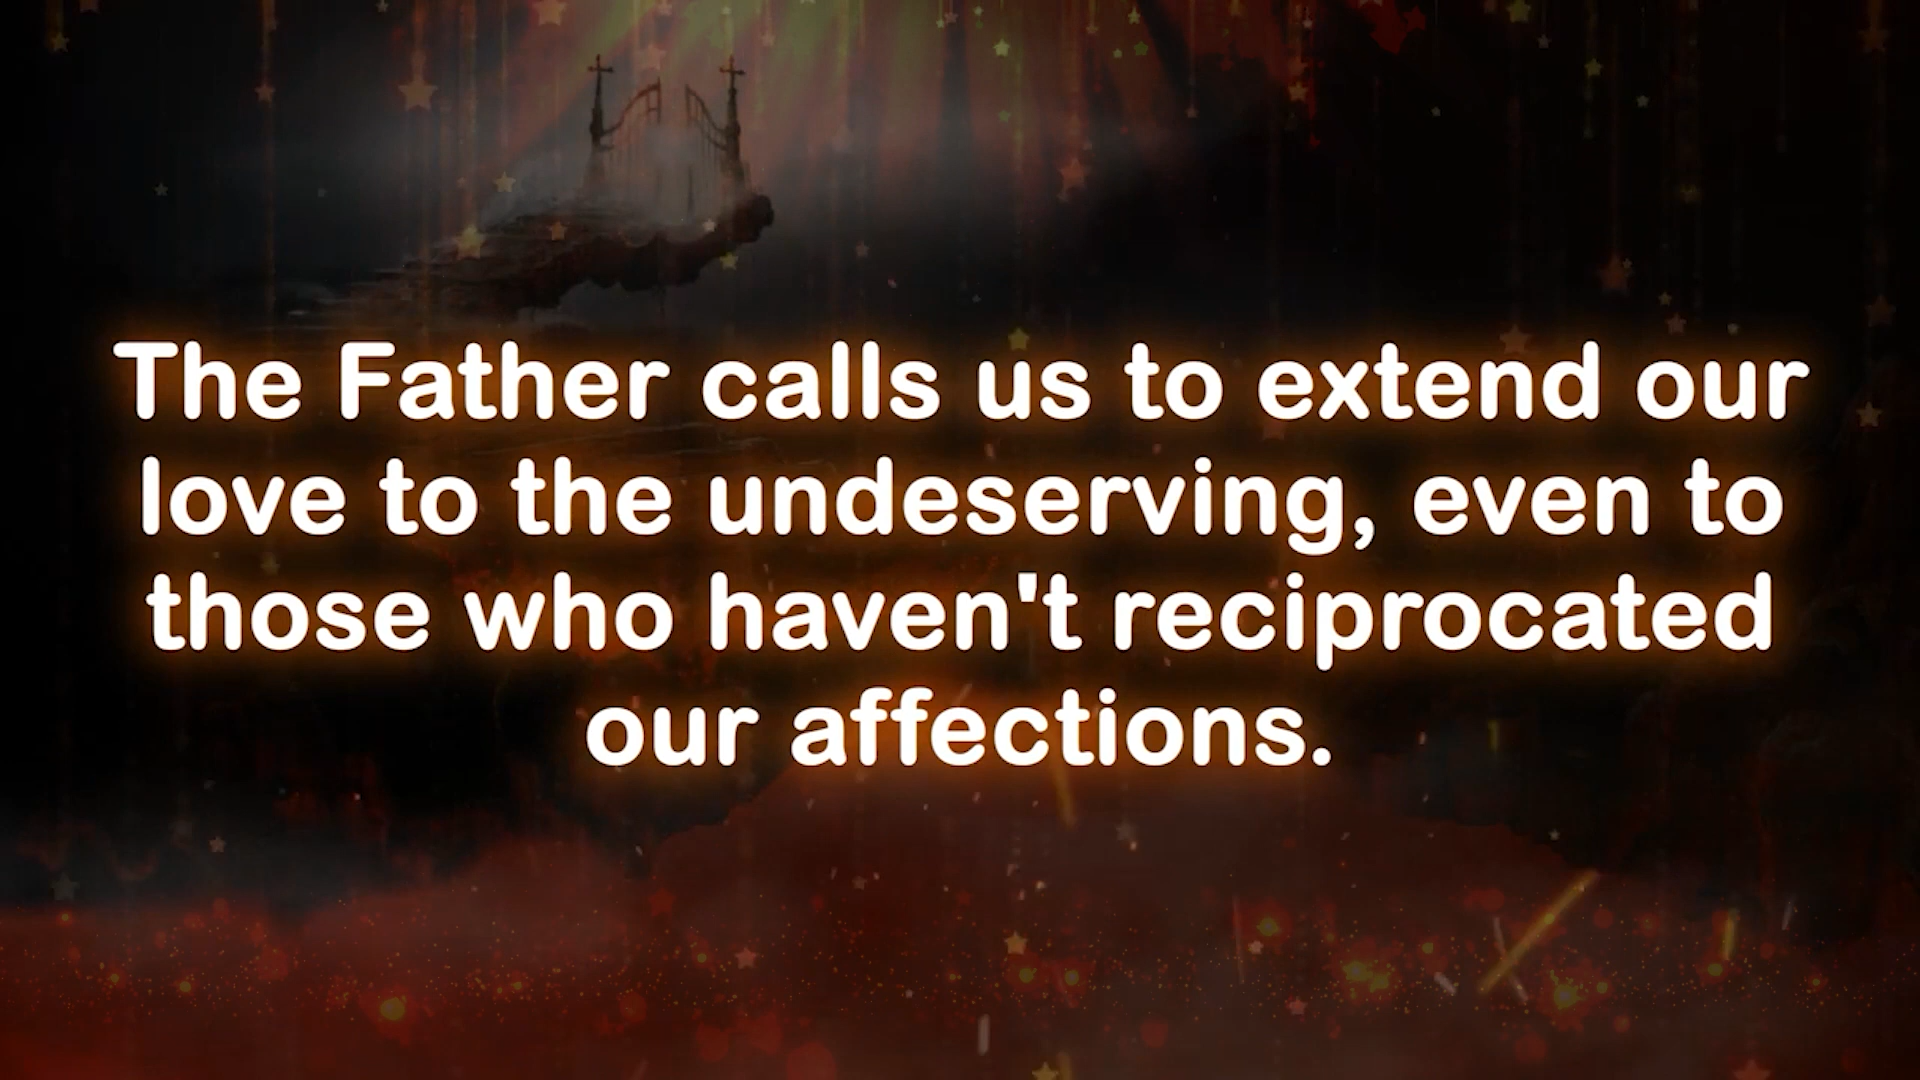 The Father calls us to extend our
love to the undeserving, even to
those who haven't reciprocated
our affections.